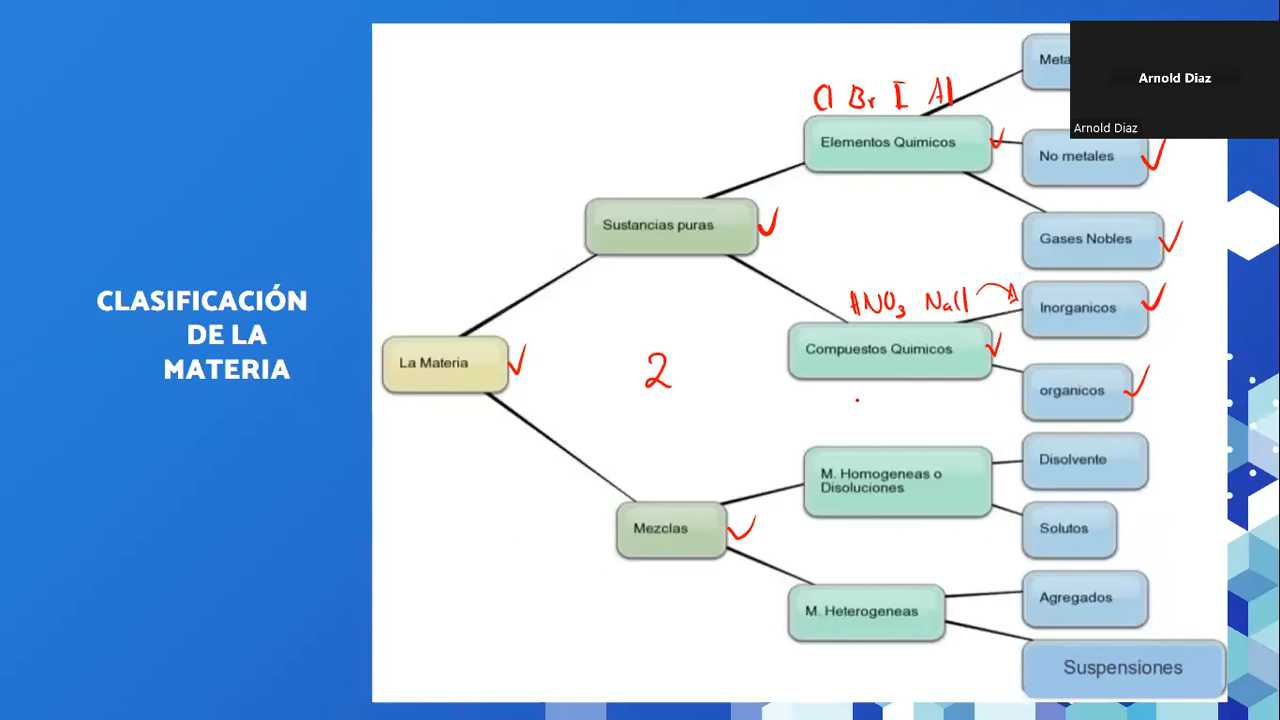 CLASIFICACIÓN
DE LA
MATERIA
Arnold Diaz
Arnold Diaz
Cl Br I Al
Elementos Quimicos
Meta
No metales
Gases Nobles
Sustancias puras
HNO3 NaCl
Inorganicos
Compuestos Quimicos
organicos
La Materia
2
M. Homogeneas o
Disoluciones
Disolvente
Solutos
Mezclas
M. Heterogeneas
Agregados
Suspensiones